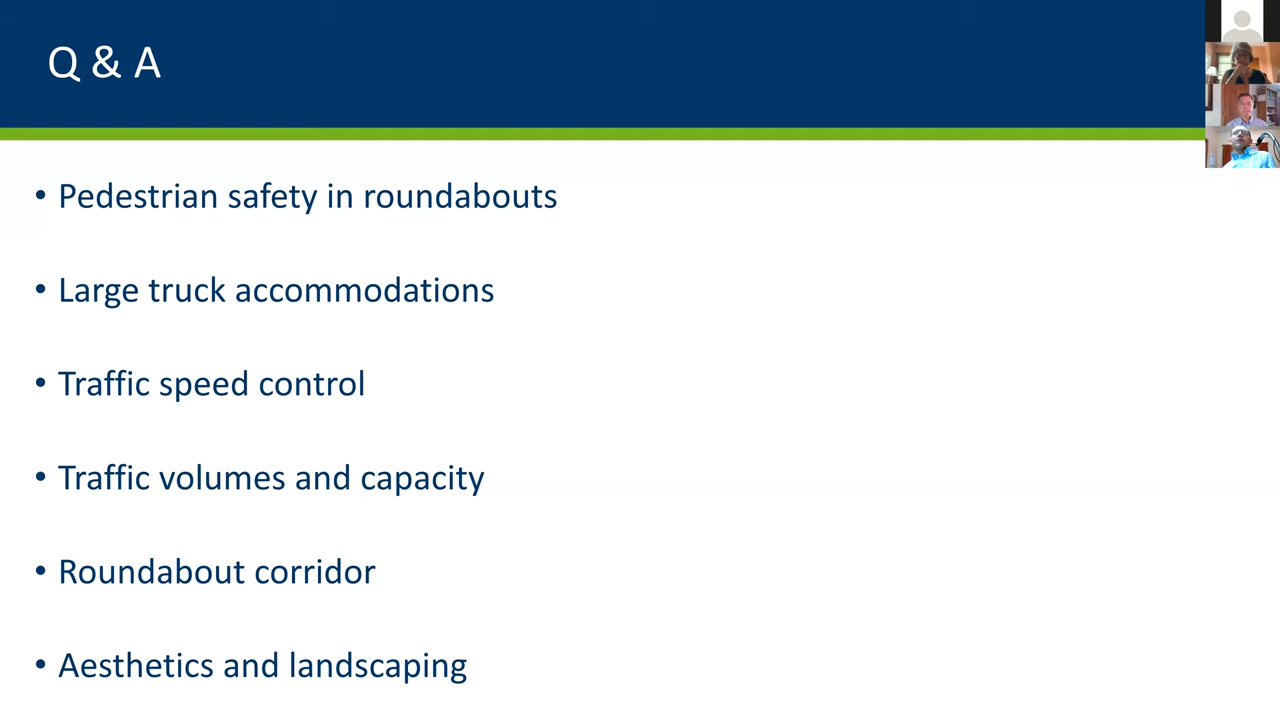 Q & A
• Pedestrian safety in roundabouts
• Large truck accommodations
• Traffic speed control
• Traffic volumes and capacity
• Roundabout corridor
• Aesthetics and landscaping